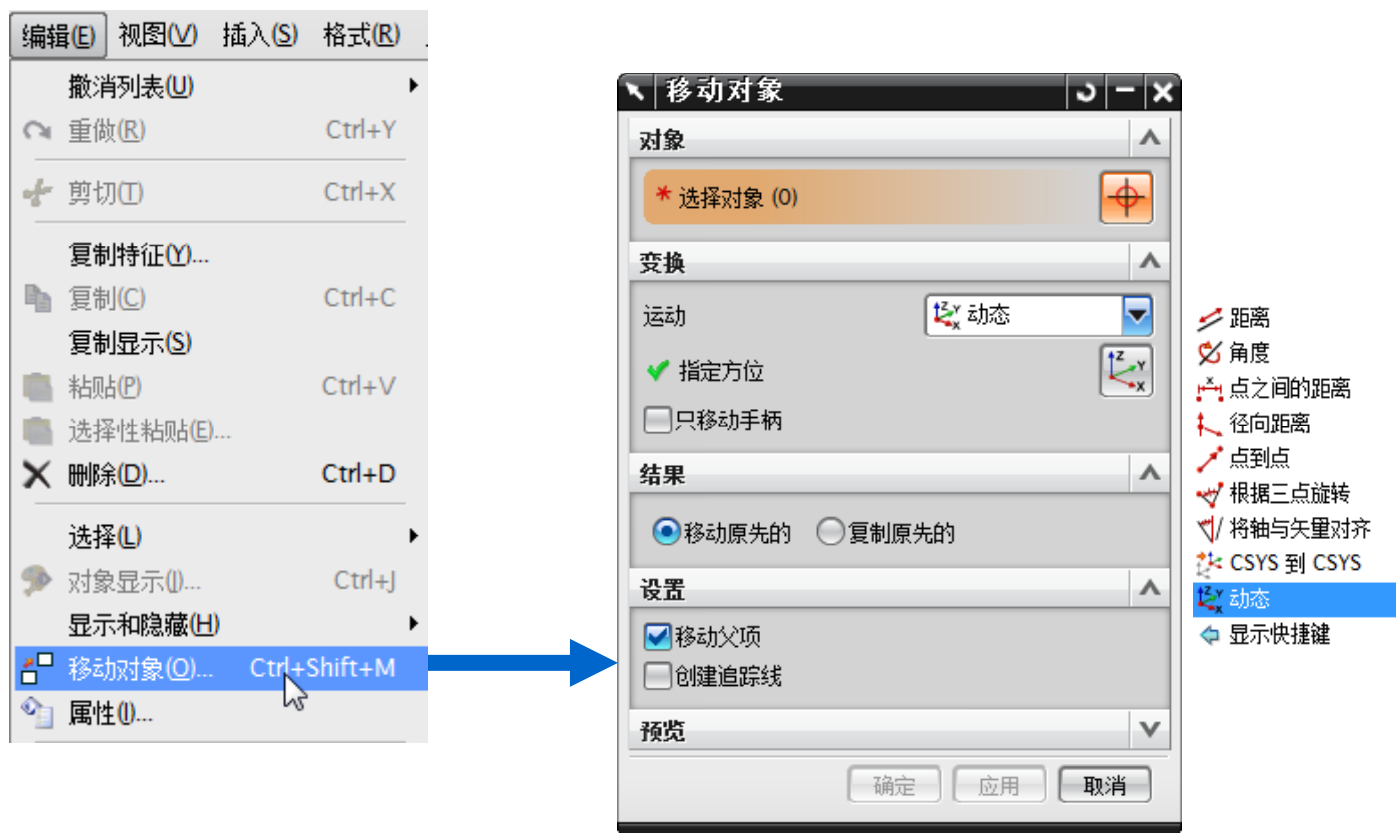 编辑(E) 视图(V) 插入(S) 格式(R)
撤消列表(U)
重做(R) Ctrl+Y
剪切(T) Ctrl+X
复制特征(Y)...
复制(C) Ctrl+C
复制显示(S)
粘贴(P) Ctrl+V
选择性粘贴(E)...
删除(D)... Ctrl+D
选择(L)
对象显示(J)... Ctrl+J
显示和隐藏(H)
移动对象(O)... Ctrl+Shift+M
属性(I)...
移动对象
对象
* 选择对象 (0)
变换
运动 动态
指定方位
只移动手柄
结果
移动原先的 复制原先的
设置
移动父项
创建追踪线
预览
确定 应用 取消
距离
角度
点之间的距离
径向距离
点到点
根据三点旋转
将轴与矢量对齐
CSYS 到 CSYS
动态
显示快捷键